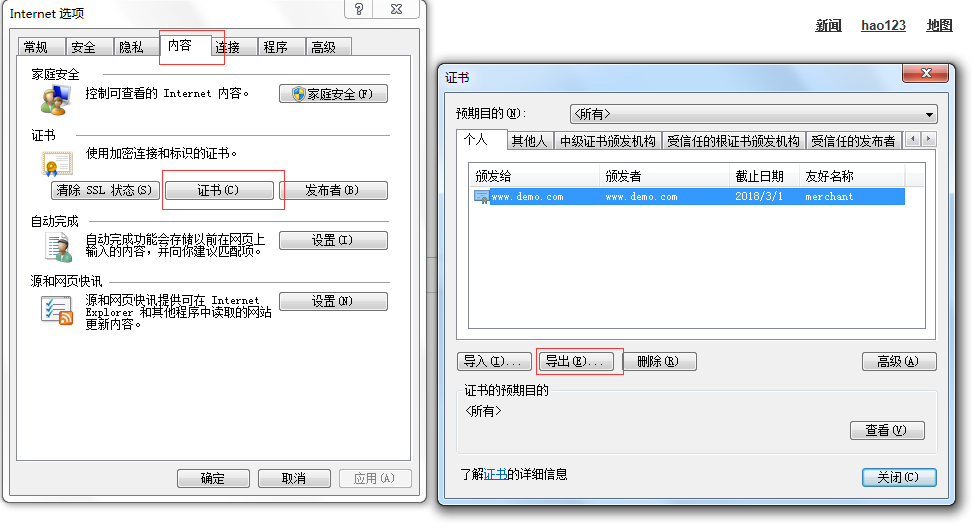 Internet 选项
常规 安全 隐私 内容 连接 程序 高级
家庭安全
控制可查看的 Internet 内容。
家庭安全(F)
证书
使用加密连接和标识的证书。
清除 SSL 状态(S) 证书(C) 发布者(B)
自动完成
自动完成功能会存储以前在网页上
输入的内容，并向你建议匹配项。
设置(I)
源和网页快讯
源和网页快讯提供可在 Internet
Explorer 和其他程序中读取的网站
更新内容。
设置(N)
确定 取消 应用(A)
新闻 hao123 地图
证书
预期目的(N): <所有>
个人 其他人 中级证书颁发机构 受信任的根证书颁发机构 受信任的发布者
颁发给 颁发者 截止日期 友好名称
www.demo.com www.demo.com 2018/3/1 merchant
导入(I)... 导出(E)... 删除(R) 高级(A)
证书的预期目的
<所有>
查看(V)
了解证书的详细信息
关闭(C)